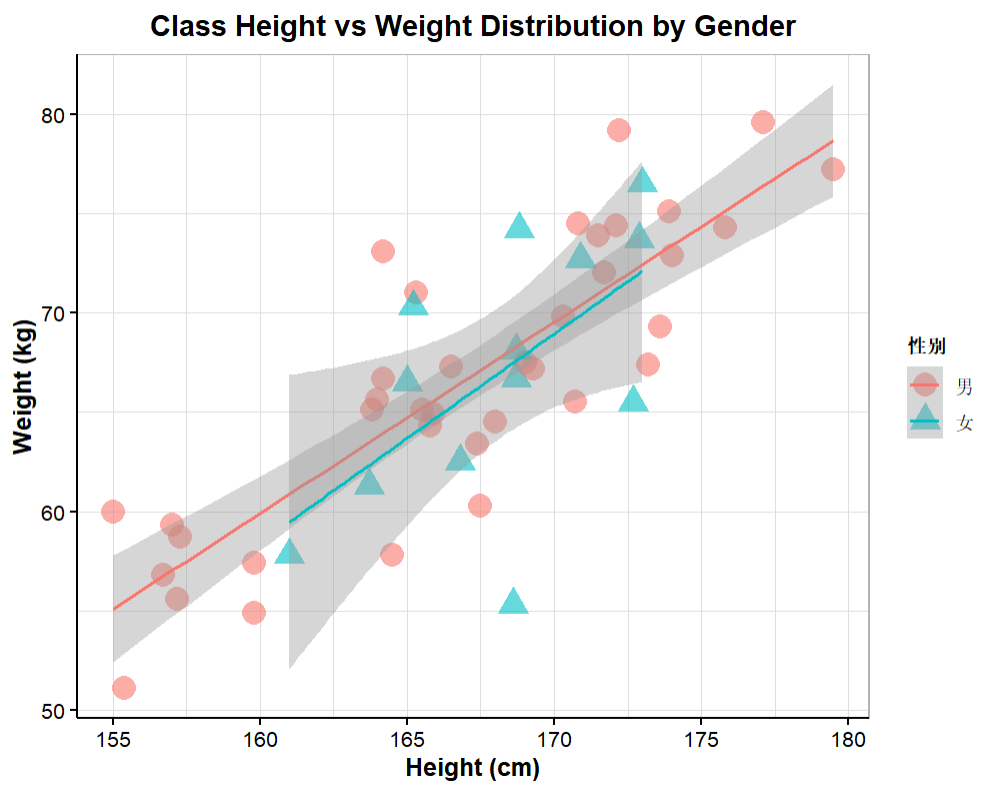 Class Height vs Weight Distribution by Gender
Weight (kg)
80
70
60
50
155 160 165 170 175 180
Height (cm)
性别
男
女